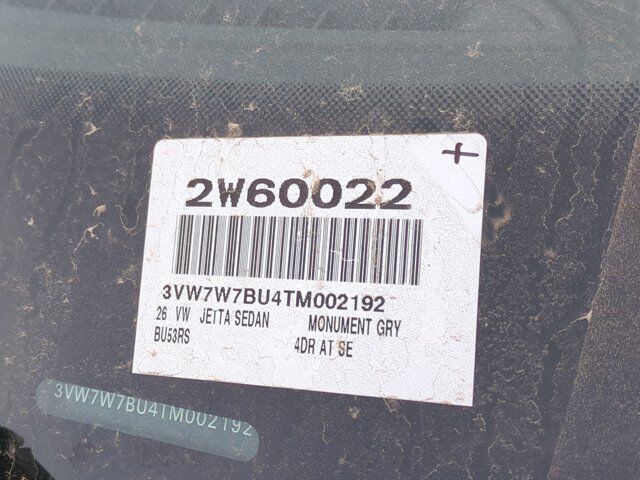 +
2W60022
3VW7W7BU4TM002192
26 VW JETTA SEDAN MONUMENT GRY
BU53RS 4DR AT SE
3VW7W7BU4TM002192